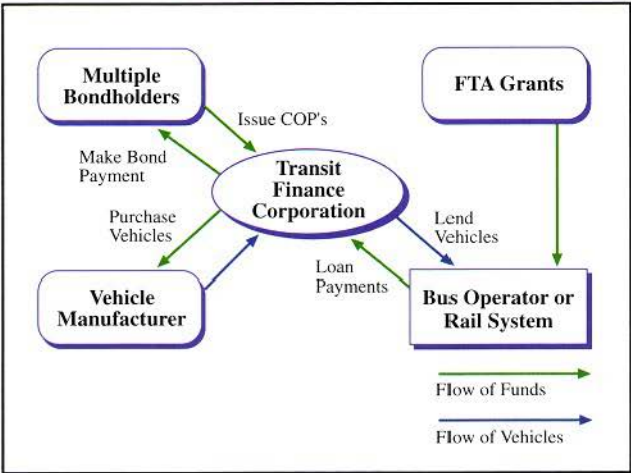 Multiple
Bondholders
FTA Grants
Issue COP's
Make Bond
Payment
Transit
Finance
Corporation
Purchase
Vehicles
Lend
Vehicles
Loan
Payments
Vehicle
Manufacturer
Bus Operator or
Rail System
Flow of Funds
Flow of Vehicles